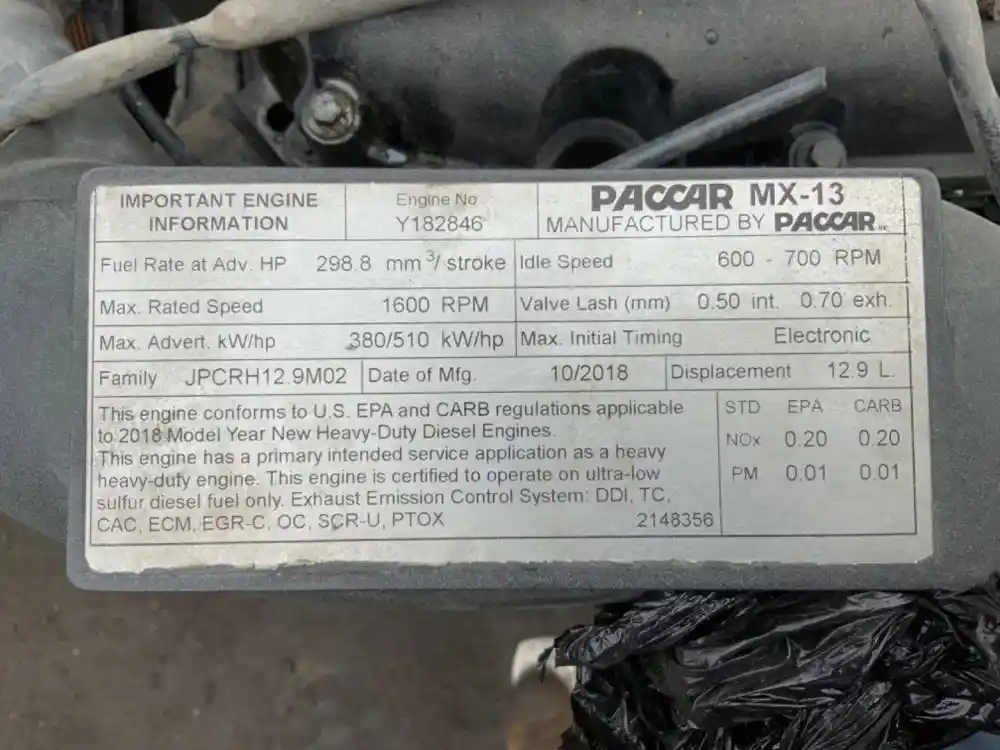 IMPORTANT ENGINE INFORMATION
Engine No Y182846
PACCAR MX-13
MANUFACTURED BY PACCAR
Fuel Rate at Adv. HP 298.8 mm³/ stroke
Idle Speed 600 - 700 RPM
Max. Rated Speed 1600 RPM
Valve Lash (mm) 0.50 int. 0.70 exh.
Max. Advert. kW/hp 380/510 kW/hp
Max. Initial Timing Electronic
Family JPCRH12.9M02
Date of Mfg. 10/2018
Displacement 12.9 L.
This engine conforms to U.S. EPA and CARB regulations applicable
to 2018 Model Year New Heavy-Duty Diesel Engines.
This engine has a primary intended service application as a heavy
heavy-duty engine. This engine is certified to operate on ultra-low
sulfur diesel fuel only. Exhaust Emission Control System: DDI, TC,
CAC, ECM, EGR-C, OC, SCR-U, PTOX 2148356
STD EPA CARB
NOx 0.20 0.20
PM 0.01 0.01